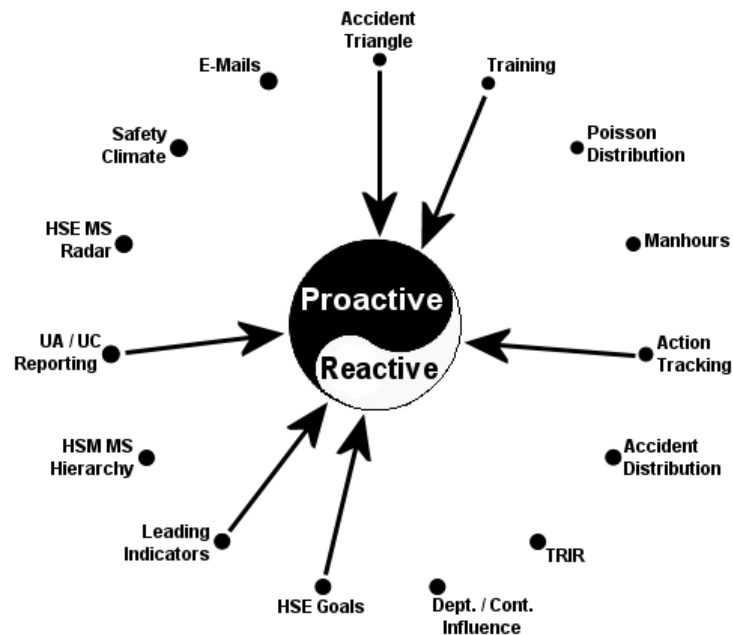 Accident
Triangle
E-Mails
Training
Safety
Climate
Poisson
Distribution
HSE MS
Radar
Manhours
Proactive
Reactive
UA / UC
Reporting
Action
Tracking
HSM MS
Hierarchy
Accident
Distribution
Leading
Indicators
TRIR
HSE Goals
Dept. / Cont.
Influence